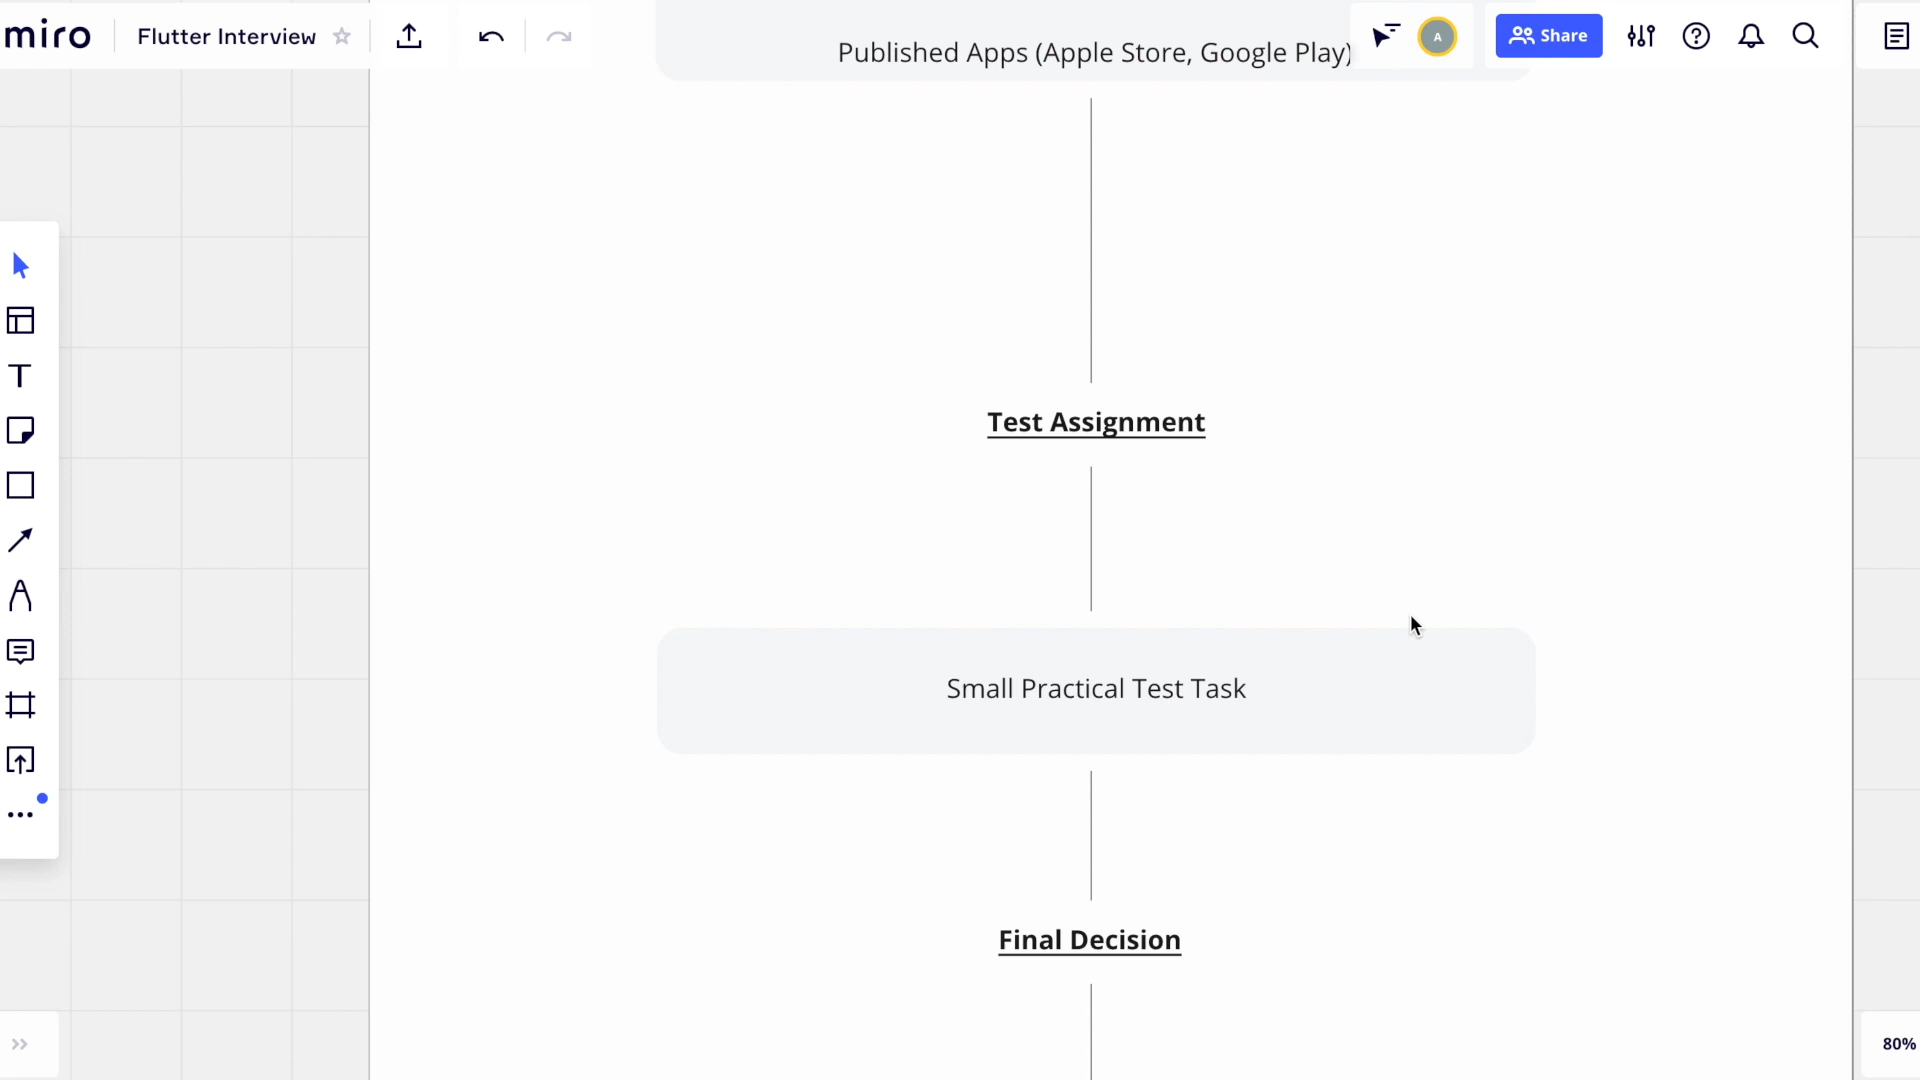 miro
Flutter Interview
Published Apps (Apple Store, Google Play)
A
Share
Test Assignment
Small Practical Test Task
Final Decision
80%